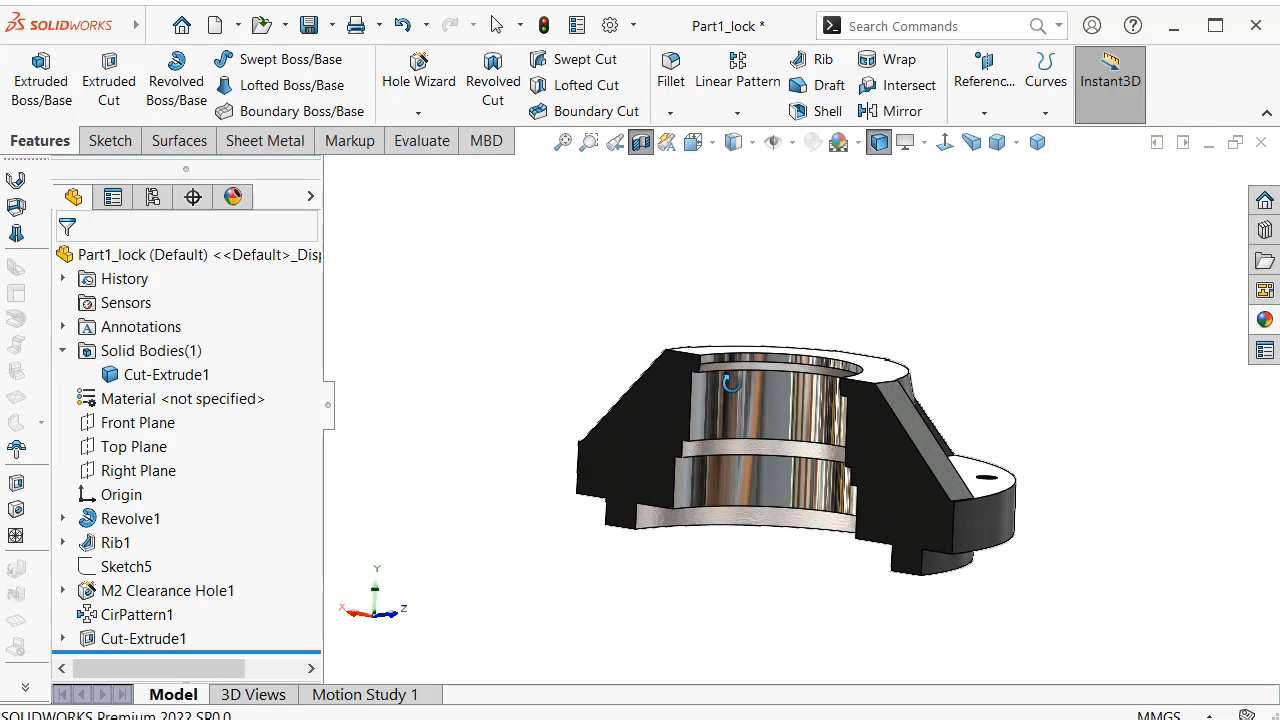 SOLIDWORKS
Part1_lock *
Search Commands
Extruded Boss/Base
Extruded Cut
Revolved Boss/Base
Swept Boss/Base
Lofted Boss/Base
Boundary Boss/Base
Hole Wizard
Revolved Cut
Swept Cut
Lofted Cut
Boundary Cut
Fillet
Linear Pattern
Rib
Draft
Shell
Wrap
Intersect
Mirror
Referenc...
Curves
Instant3D
Features
Sketch
Surfaces
Sheet Metal
Markup
Evaluate
MBD
Part1_lock (Default) <<Default>_Disp
History
Sensors
Annotations
Solid Bodies(1)
Cut-Extrude1
Material <not specified>
Front Plane
Top Plane
Right Plane
Origin
Revolve1
Rib1
Sketch5
M2 Clearance Hole1
CirPattern1
Cut-Extrude1
Y
X
Z
Model
3D Views
Motion Study 1
SOLIDWORKS Premium 2022 SP0.0
MMGS